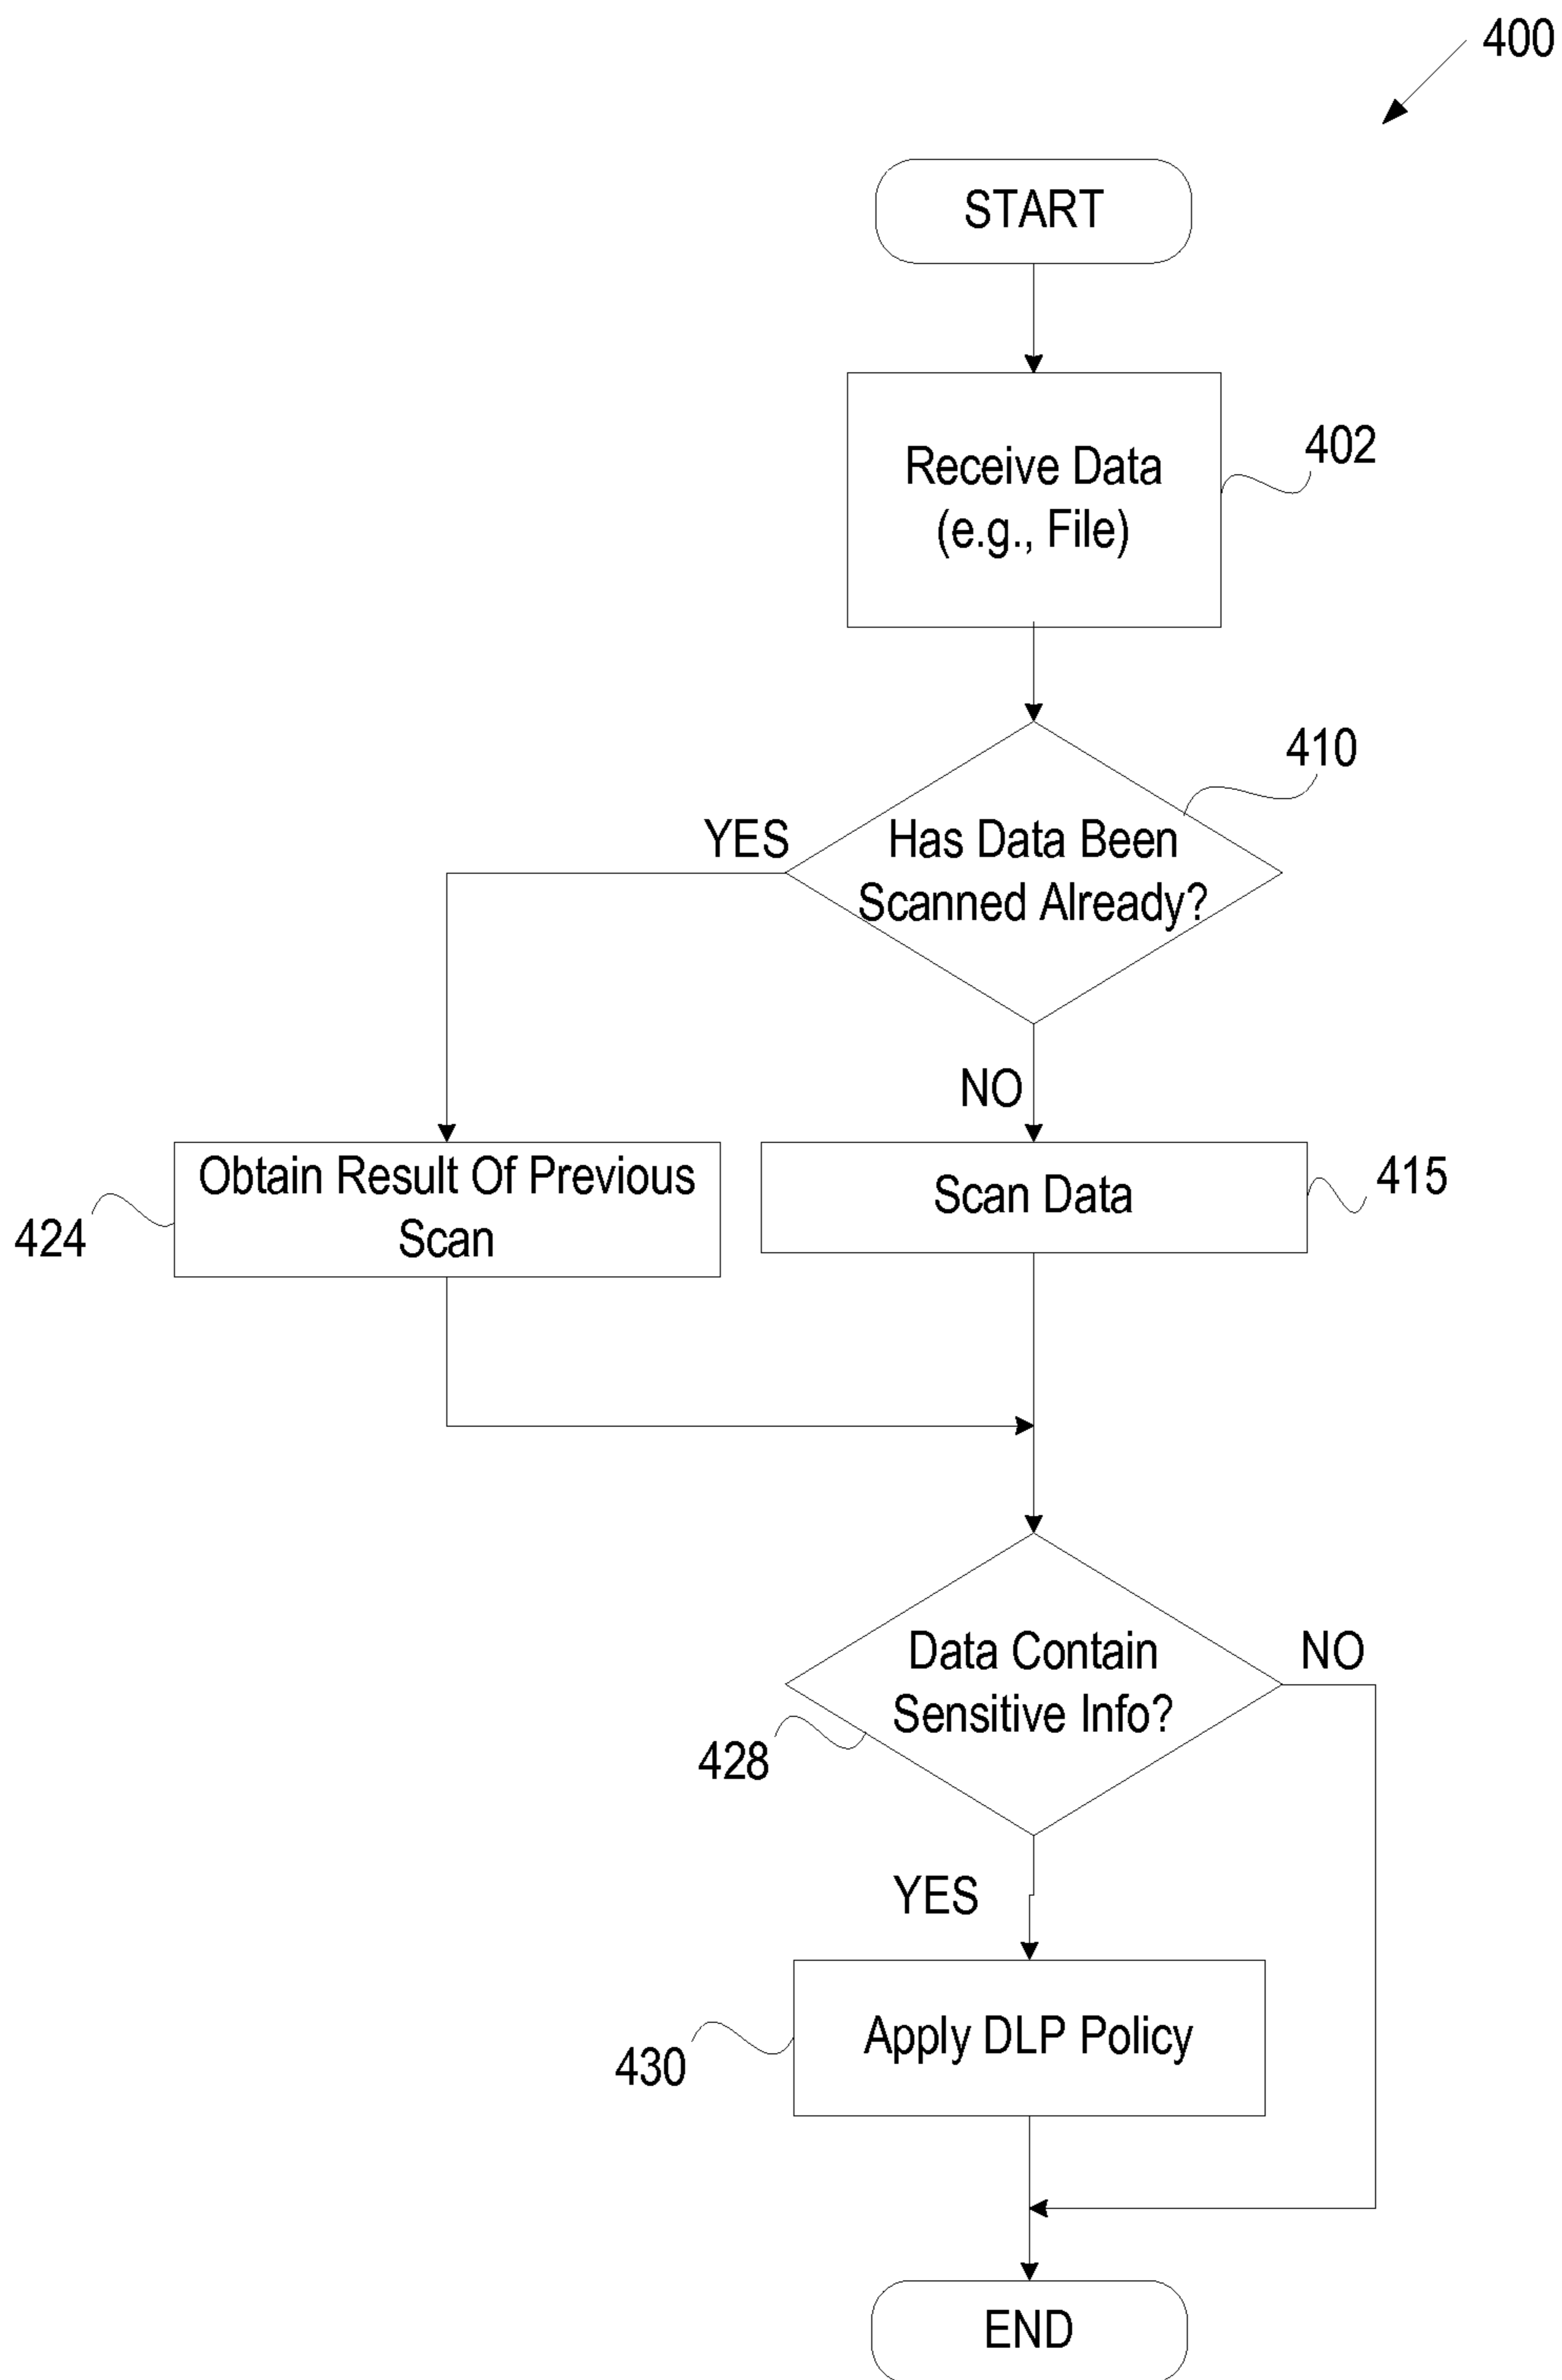 400
START
Receive Data
(e.g., File)
402
410
YES
Has Data Been
Scanned Already?
NO
Obtain Result Of Previous
Scan
424
Scan Data
415
Data Contain
Sensitive Info?
NO
428
YES
Apply DLP Policy
430
END